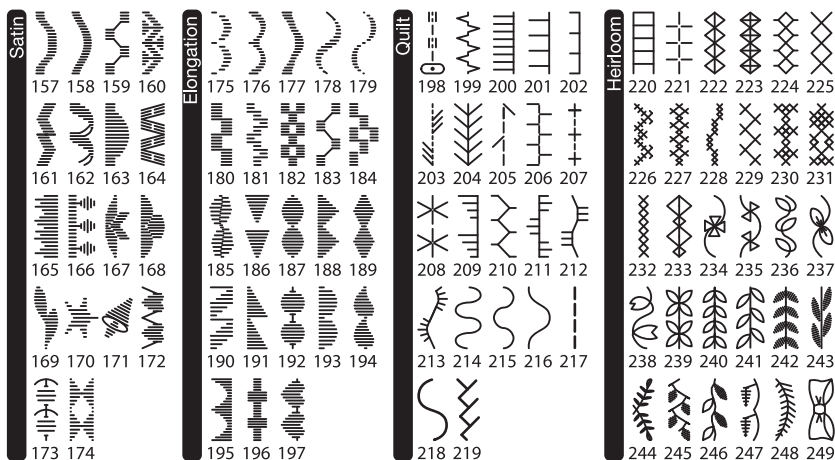 Satin
157 158 159 160
161 162 163 164
165 166 167 168
169 170 171 172
173 174
Elongation
175 176 177 178 179
180 181 182 183 184
185 186 187 188 189
190 191 192 193 194
195 196 197
Quilt
198 199 200 201 202
203 204 205 206 207
208 209 210 211 212
213 214 215 216 217
218 219
Heirloom
220 221 222 223 224 225
226 227 228 229 230 231
232 233 234 235 236 237
238 239 240 241 242 243
244 245 246 247 248 249